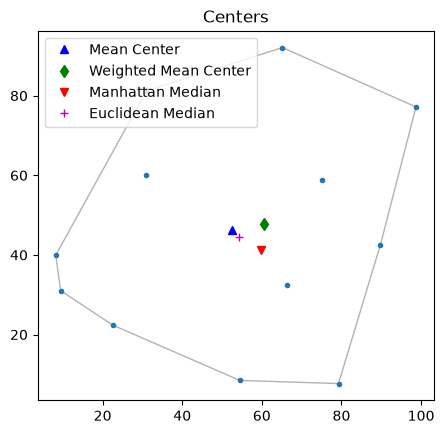 Centers
Mean Center
Weighted Mean Center
Manhattan Median
Euclidean Median
80
60
40
20
20 40 60 80 100